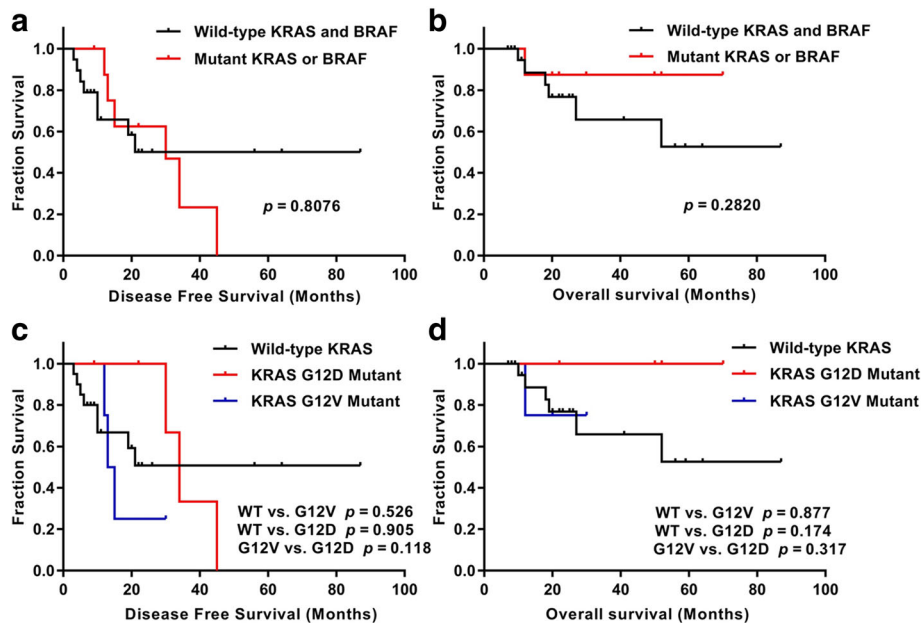 a
Wild-type KRAS and BRAF
Mutant KRAS or BRAF
Fraction Survival
1.0
0.8
0.6
0.4
0.2
0.0
p = 0.8076
0 20 40 60 80 100
Disease Free Survival (Months)
b
Wild-type KRAS and BRAF
Mutant KRAS or BRAF
Fraction Survival
1.0
0.8
0.6
0.4
0.2
0.0
p = 0.2820
0 20 40 60 80 100
Overall survival (Months)
c
Wild-type KRAS
KRAS G12D Mutant
KRAS G12V Mutant
Fraction Survival
1.0
0.8
0.6
0.4
0.2
0.0
WT vs. G12V p = 0.526
WT vs. G12D p = 0.905
G12V vs. G12D p = 0.118
0 20 40 60 80 100
Disease Free Survival (Months)
d
Wild-type KRAS
KRAS G12D Mutant
KRAS G12V Mutant
Fraction Survival
1.0
0.8
0.6
0.4
0.2
0.0
WT vs. G12V p = 0.877
WT vs. G12D p = 0.174
G12V vs. G12D p = 0.317
0 20 40 60 80 100
Overall survival (Months)